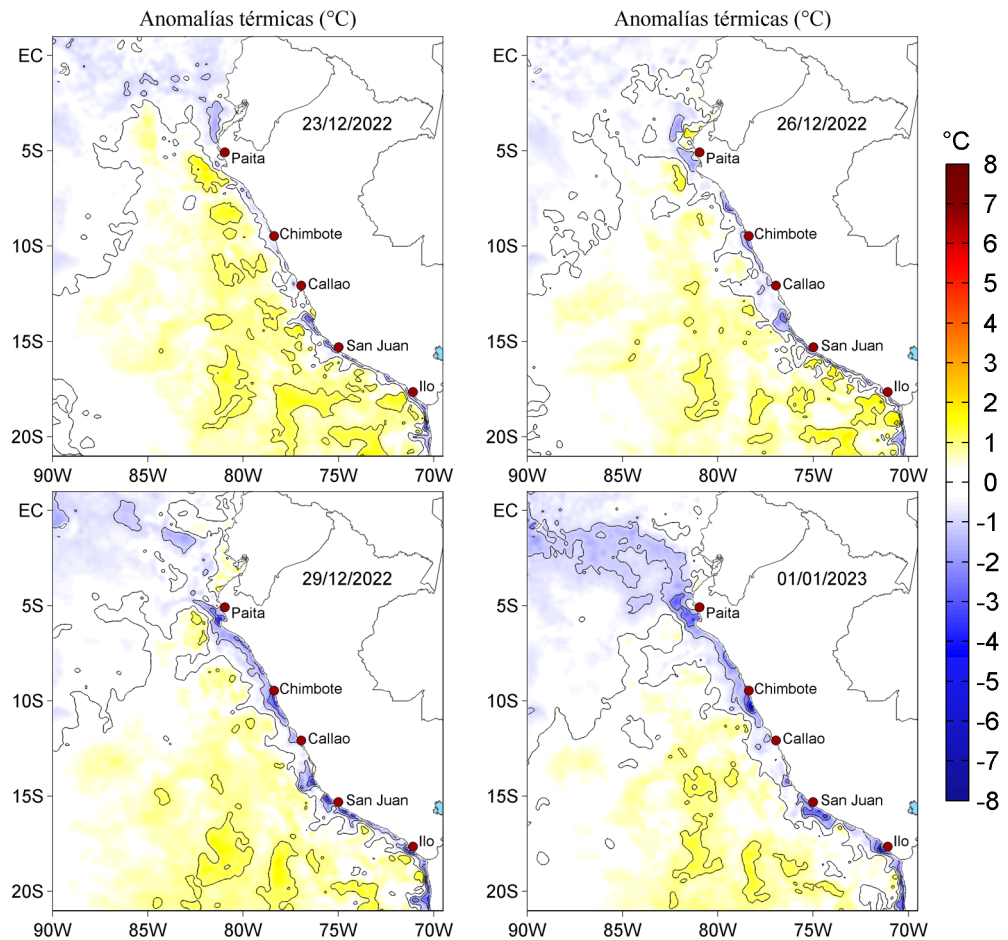 Anomalías térmicas (°C)
Anomalías térmicas (°C)
EC
5S
10S
15S
20S
23/12/2022
Paita
Chimbote
Callao
San Juan
Ilo
90W 85W 80W 75W 70W
EC
5S
10S
15S
20S
26/12/2022
Paita
Chimbote
Callao
San Juan
Ilo
90W 85W 80W 75W 70W
EC
5S
10S
15S
20S
29/12/2022
Paita
Chimbote
Callao
San Juan
Ilo
90W 85W 80W 75W 70W
EC
5S
10S
15S
20S
01/01/2023
Paita
Chimbote
Callao
San Juan
Ilo
90W 85W 80W 75W 70W
°C
8
7
6
5
4
3
2
1
0
-1
-2
-3
-4
-5
-6
-7
-8